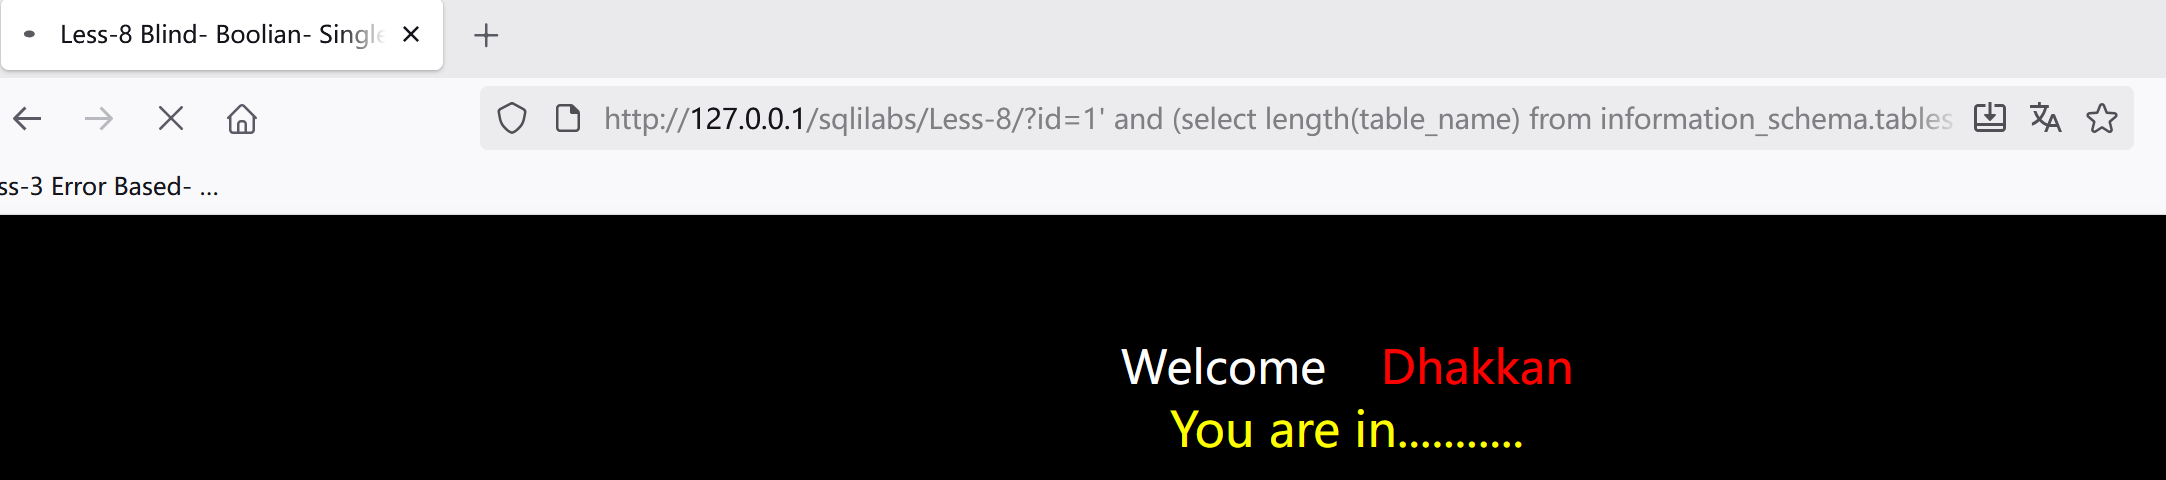 Less-8 Blind- Boolian- Single
http://127.0.0.1/sqlilabs/Less-8/?id=1' and (select length(table_name) from information_schema.tables
ss-3 Error Based- ...
Welcome Dhakkan
You are in...........